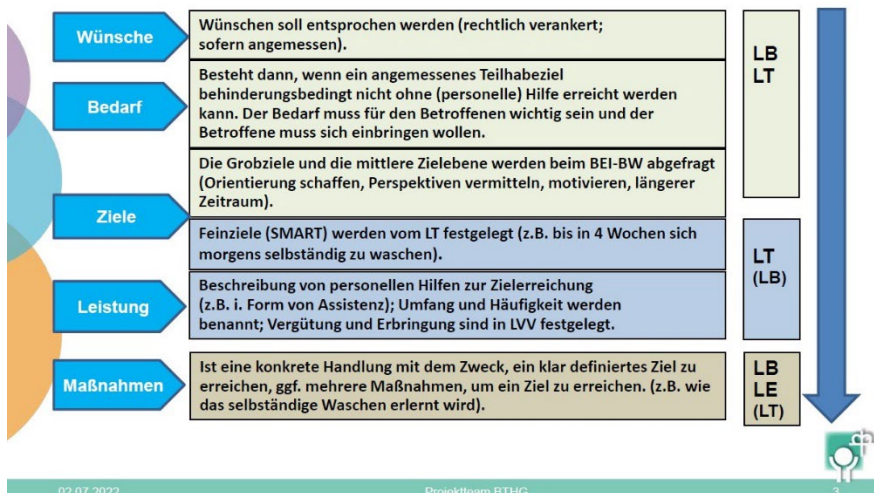 Wünsche
Wünschen soll entsprochen werden (rechtlich verankert;
sofern angemessen).
Bedarf
Besteht dann, wenn ein angemessenes Teilhabeziel
behinderungsbedingt nicht ohne (personelle) Hilfe erreicht werden
kann. Der Bedarf muss für den Betroffenen wichtig sein und der
Betroffene muss sich einbringen wollen.
LB
LT
Ziele
Die Grobziele und die mittlere Zielebene werden beim BEI-BW abgefragt
(Orientierung schaffen, Perspektiven vermitteln, motivieren, längerer
Zeitraum).
Feinziele (SMART) werden vom LT festgelegt (z.B. bis in 4 Wochen sich
morgens selbständig zu waschen).
Leistung
Beschreibung von personellen Hilfen zur Zielerreichung
(z.B. i. Form von Assistenz); Umfang und Häufigkeit werden
benannt; Vergütung und Erbringung sind in LVV festgelegt.
LT
(LB)
Maßnahmen
Ist eine konkrete Handlung mit dem Zweck, ein klar definiertes Ziel zu
erreichen, ggf. mehrere Maßnahmen, um ein Ziel zu erreichen. (z.B. wie
das selbständige Waschen erlernt wird).
LB
LE
(LT)
02.07.2022
Projektteam BTHG
3